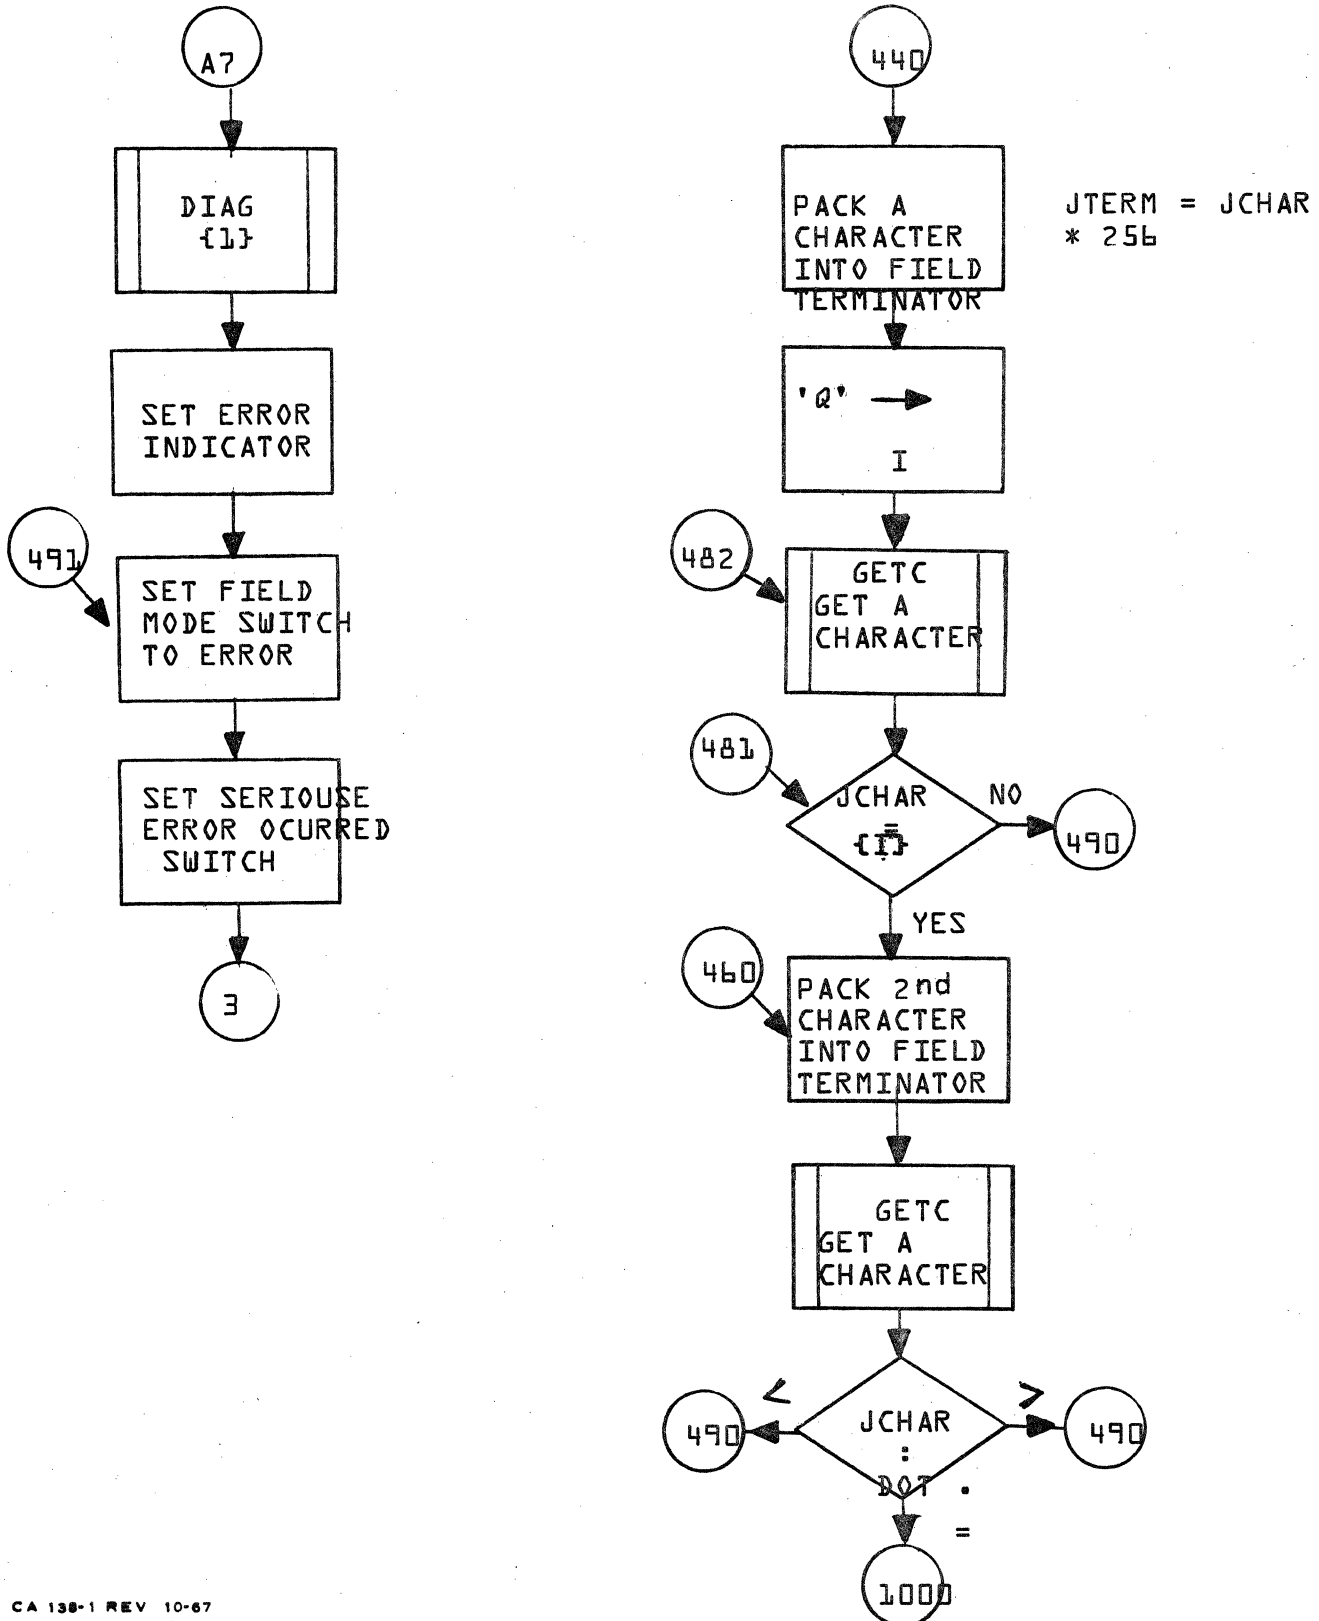 A7
DIAG
{1}
SET ERROR
INDICATOR
491
SET FIELD
MODE SWITCH
TO ERROR
SET SERIOUSE
ERROR OCURRED
SWITCH
3
440
PACK A
CHARACTER
INTO FIELD
TERMINATOR
JTERM = JCHAR
* 256
'Q' →
I
482
GETC
GET A
CHARACTER
481
JCHAR
=
{I}
NO
490
YES
460
PACK 2nd
CHARACTER
INTO FIELD
TERMINATOR
GETC
GET A
CHARACTER
<
>
490
JCHAR
:
DOT .
490
=
1000
CA 138-1 REV 10-67